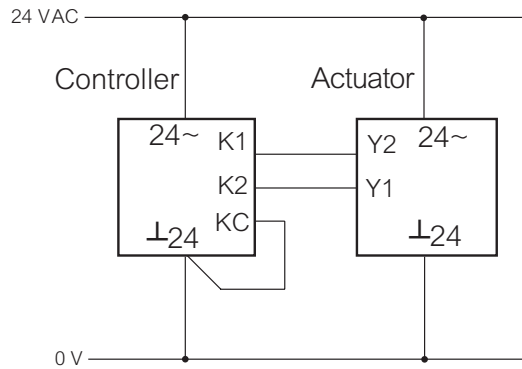 24 VAC
Controller
Actuator
24~
K1
K2
KC
⊥24
Y2
24~
Y1
⊥24
0 V